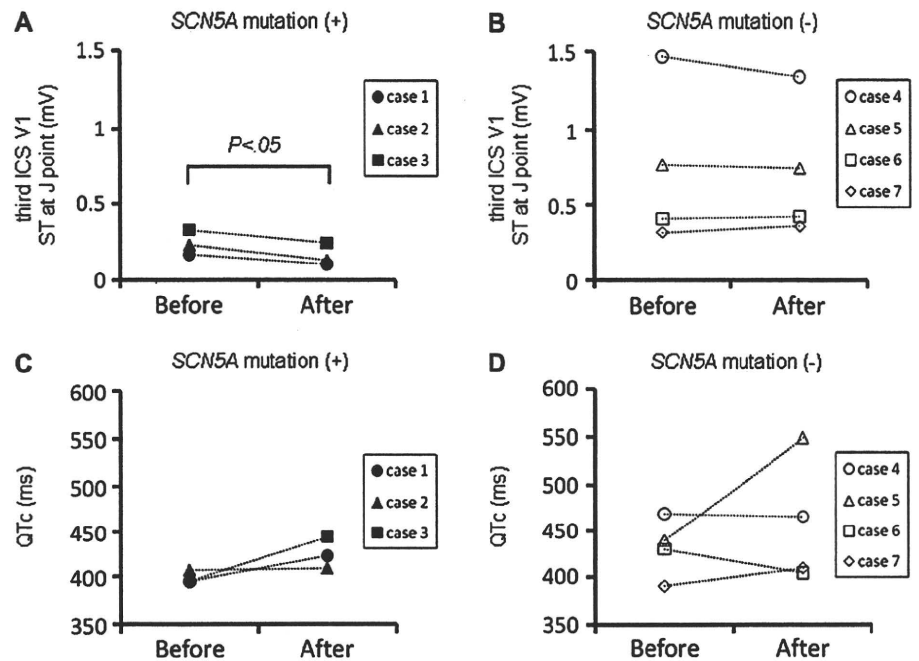 A
SCN5A mutation (+)
third ICS V1
ST at J point (mV)
1.5
1
0.5
0
P<.05
Before
After
case 1
case 2
case 3
B
SCN5A mutation (-)
third ICS V1
ST at J point (mV)
1.5
1
0.5
0
Before
After
case 4
case 5
case 6
case 7
C
SCN5A mutation (+)
QTc (ms)
600
550
500
450
400
350
Before
After
case 1
case 2
case 3
D
SCN5A mutation (-)
QTc (ms)
600
550
500
450
400
350
Before
After
case 4
case 5
case 6
case 7